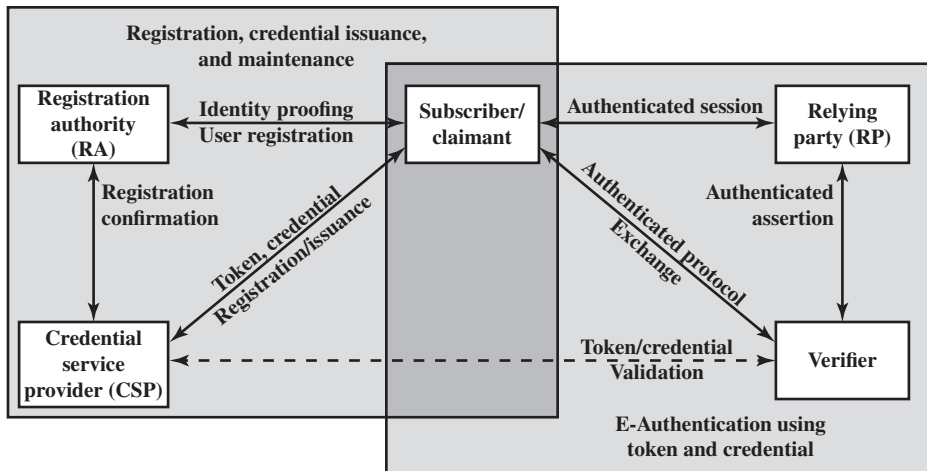 Registration, credential issuance,
and maintenance
Registration
authority
(RA)
Identity proofing
User registration
Subscriber/
claimant
Authenticated session
Relying
party (RP)
Registration
confirmation
Token, credential
Registration/issuance
Authenticated protocol
Exchange
Authenticated
assertion
Credential
service
provider (CSP)
Token/credential
Validation
Verifier
E-Authentication using
token and credential